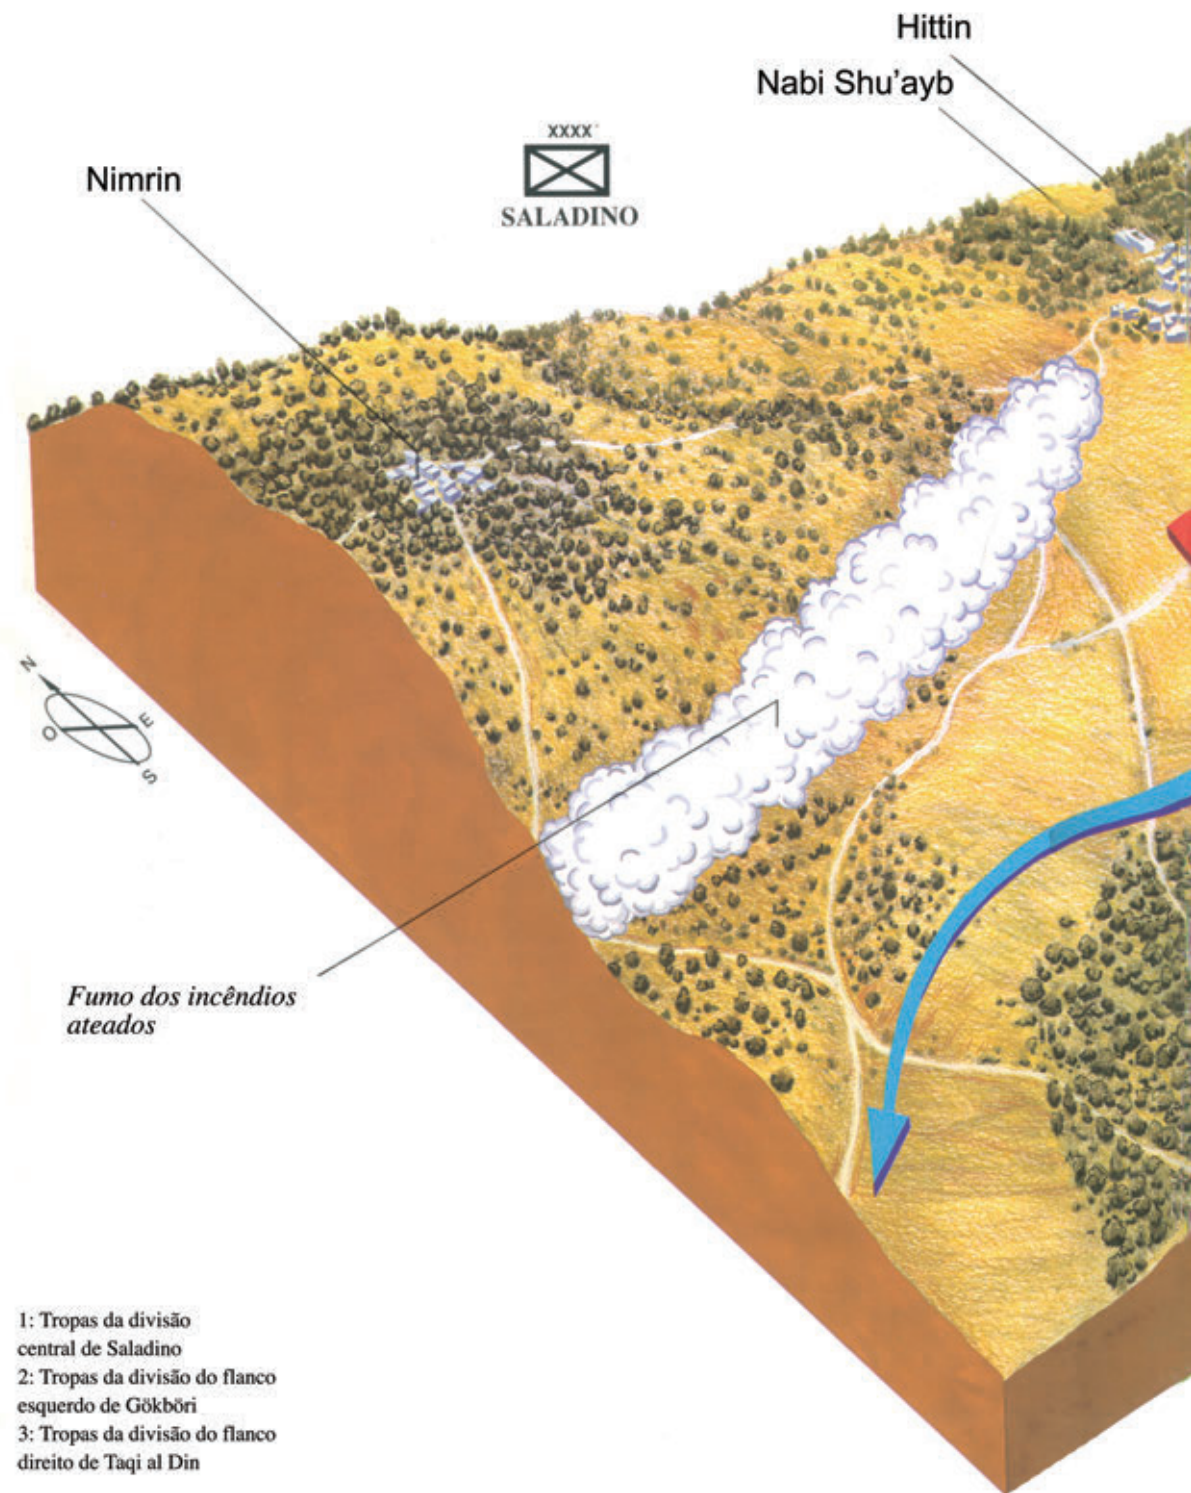 Hittin
Nabi Shu'ayb
XXXX
SALADINO
Nimrin
N
O
E
S
Fumo dos incêndios
ateados
1: Tropas da divisão
central de Saladino
2: Tropas da divisão do flanco
esquerdo de Gökböri
3: Tropas da divisão do flanco
direito de Taqi al Din